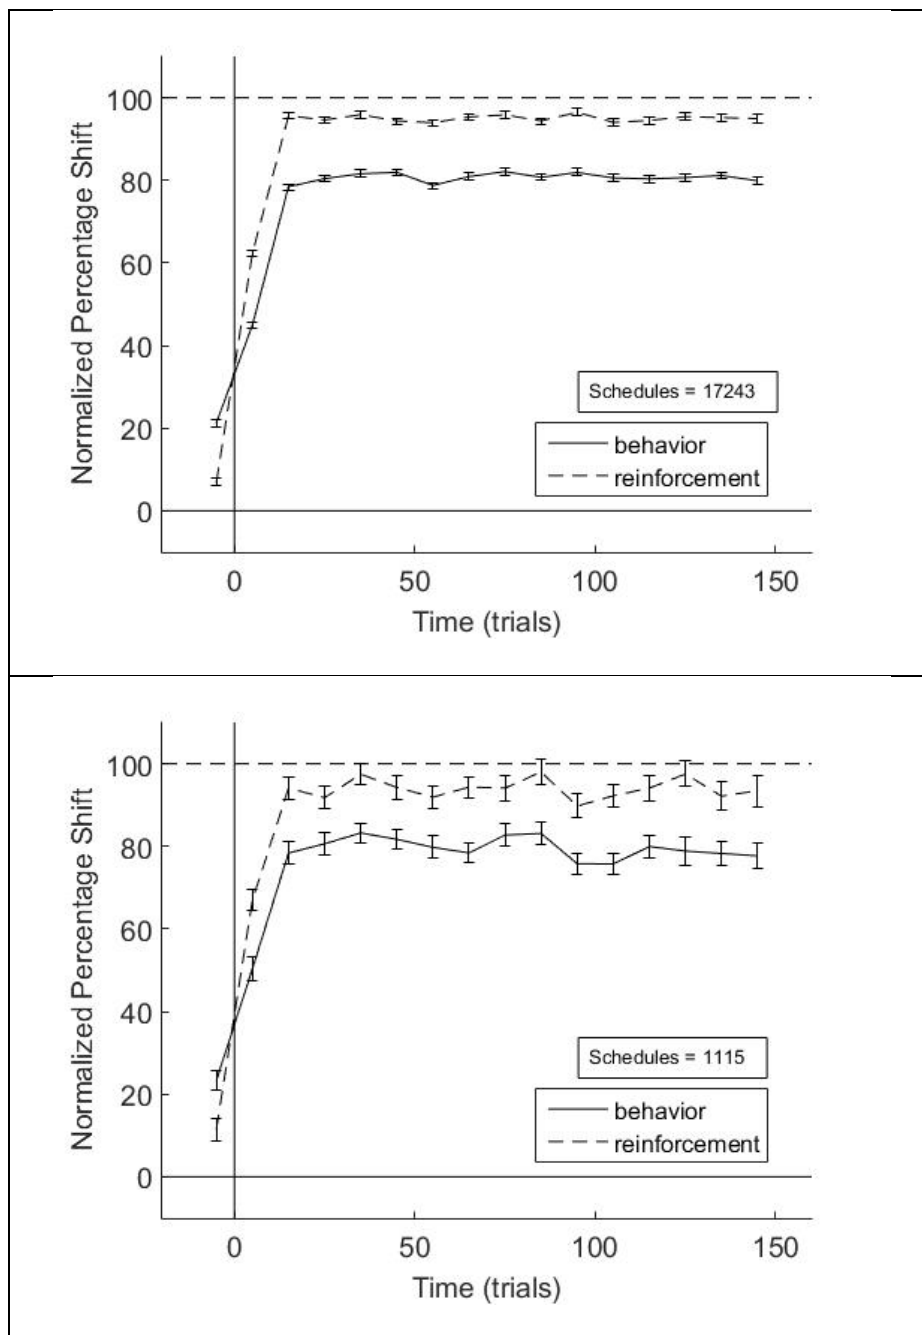 Normalized Percentage Shift
100
80
60
40
20
0
Schedules = 17243
behavior
reinforcement
0
50
100
150
Time (trials)
Normalized Percentage Shift
100
80
60
40
20
0
Schedules = 1115
behavior
reinforcement
0
50
100
150
Time (trials)